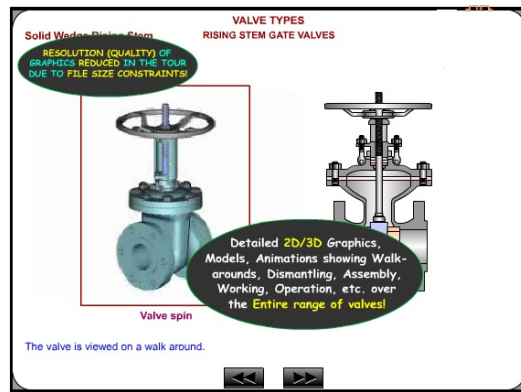 VALVE TYPES
Solid Wedge Rising Stem
RISING STEM GATE VALVES
RESOLUTION (QUALITY) OF
GRAPHICS REDUCED IN THE TOUR
DUE TO FILE SIZE CONSTRAINTS!
Detailed 2D/3D Graphics,
Models, Animations showing Walk-
arounds, Dismantling, Assembly,
Working, Operation, etc. over
the Entire range of valves!
Valve spin
The valve is viewed on a walk around.